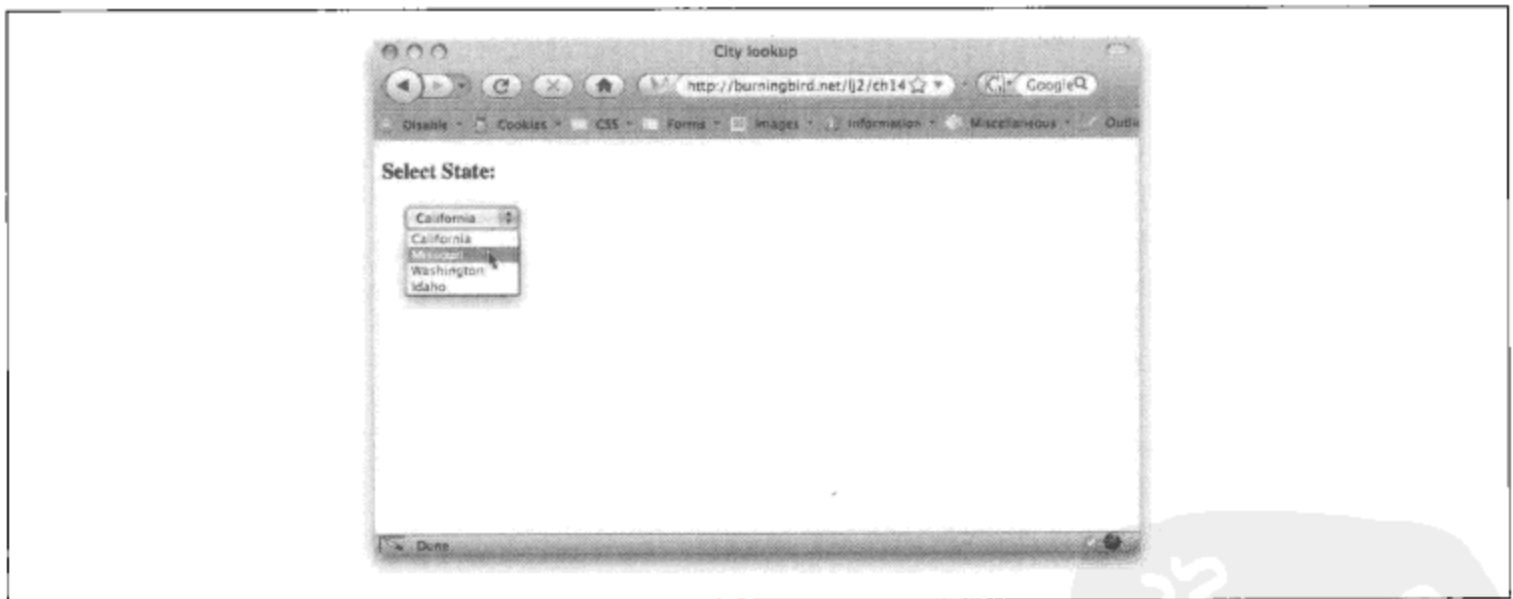 City lookup
http://burningbird.net/lj2/ch14
Google
Disable Cookies CSS Forms Images Information Miscellaneous Outli
Select State:
California
California
Missouri
Washington
Idaho
Done